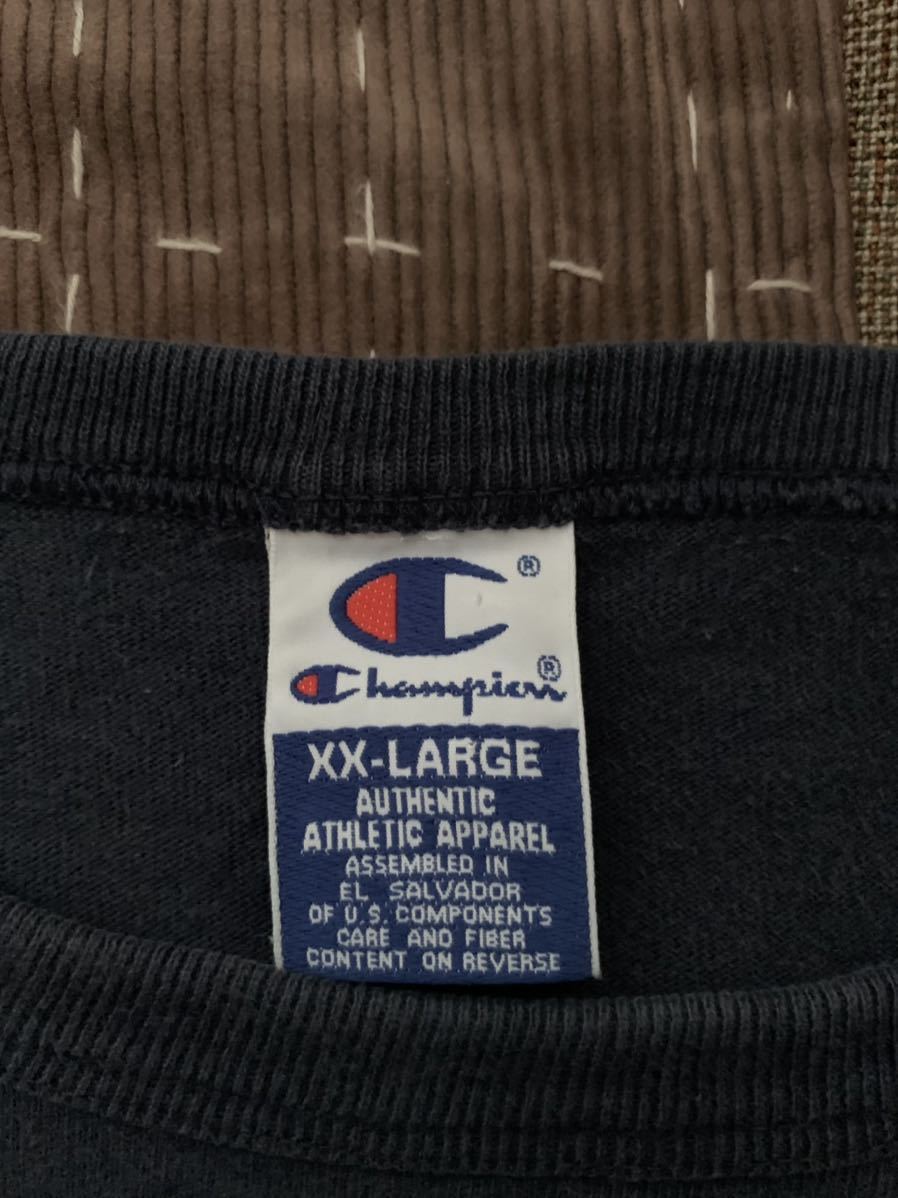 ®
Champion®
XX-LARGE
AUTHENTIC
ATHLETIC APPAREL
ASSEMBLED IN
EL SALVADOR
OF U.S. COMPONENTS
CARE AND FIBER
CONTENT ON REVERSE